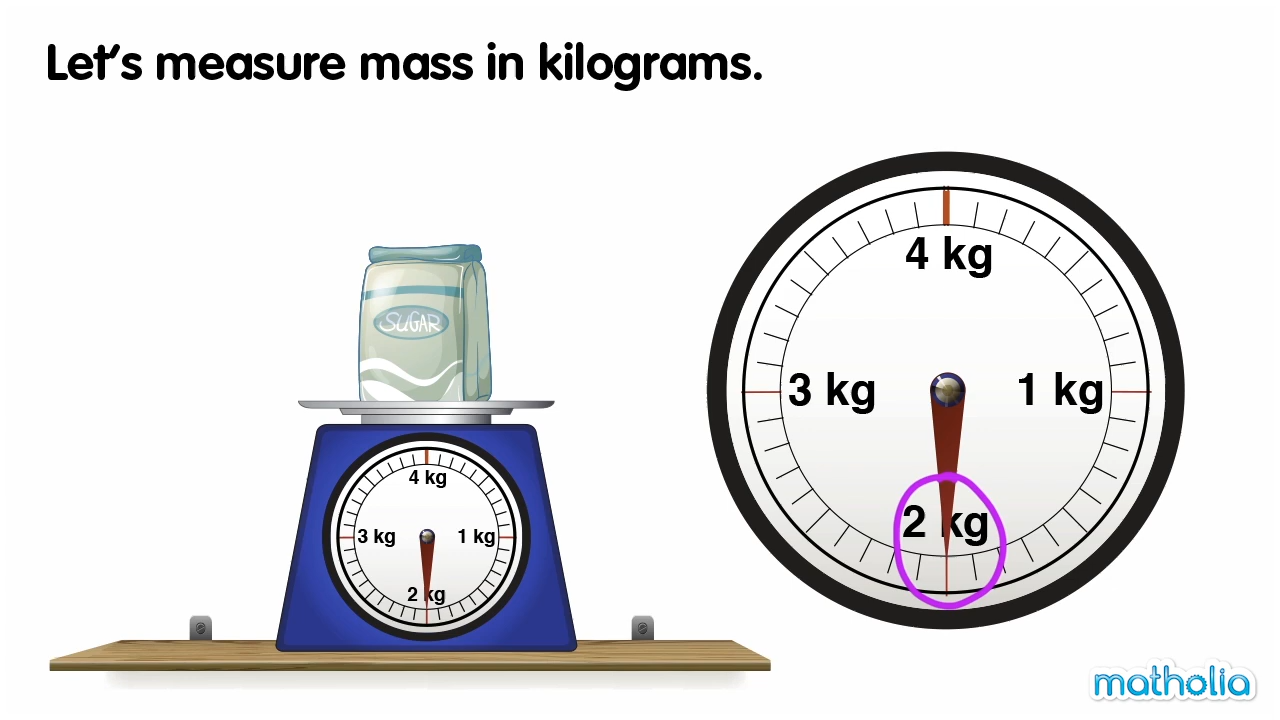 Let's measure mass in kilograms.
SUGAR
4 kg
3 kg
1 kg
2 kg
4 kg
3 kg
1 kg
2 kg
matholia